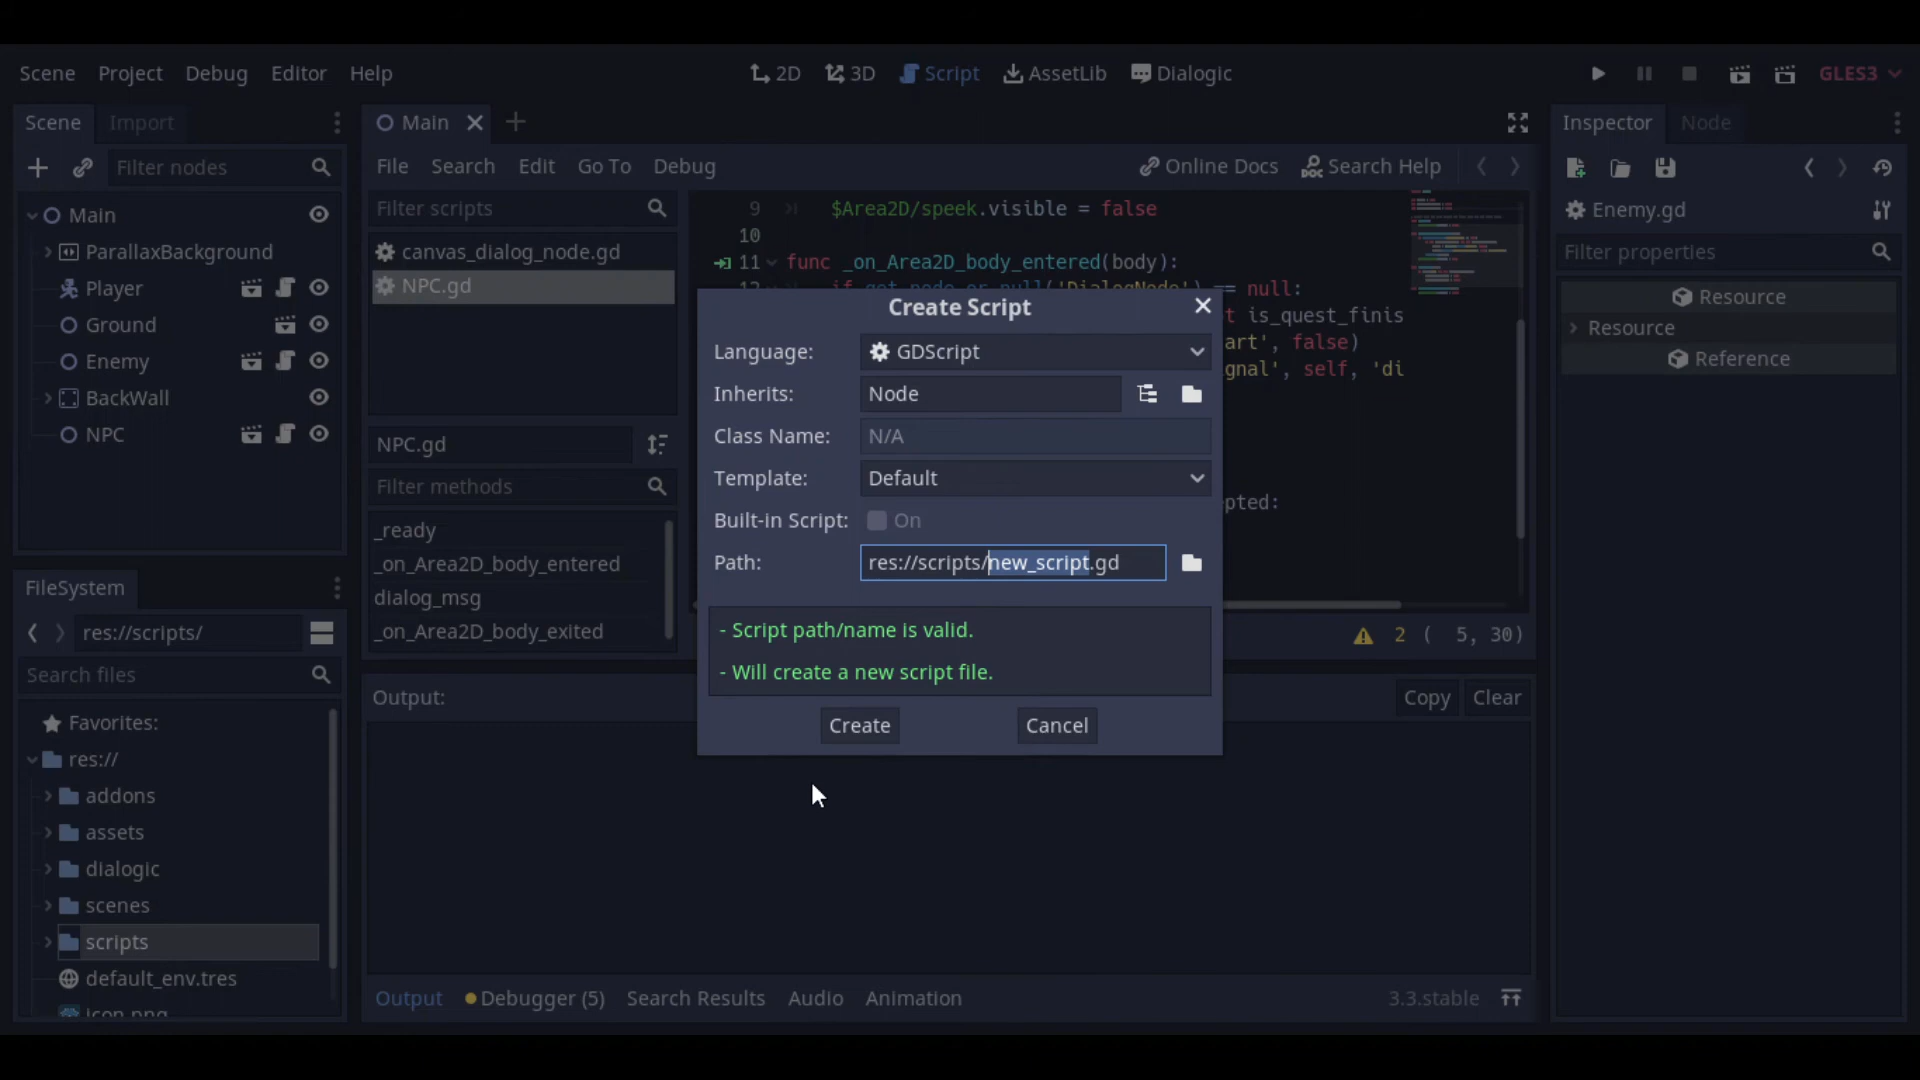 Scene Project Debug Editor Help 2D 3D Script AssetLib Dialogic GLES3
Scene Import Main Inspector Node
Filter nodes File Search Edit Go To Debug Online Docs Search Help
Filter scripts 9 $Area2D/speek.visible = false Enemy.gd
Main 10
ParallaxBackground canvas_dialog_node.gd 11 func _on_Area2D_body_entered(body): Filter properties
Player NPC.gd == null: Resource
Create Script
Ground t is_quest_finis Resource
Language: GDScript art', false)
Enemy gnal', self, 'di Reference
Inherits: Node
BackWall
NPC NPC.gd Class Name: N/A
Filter methods Template: Default
_ready Built-in Script: On pted:
_on_Area2D_body_entered Path: res://scripts/new_script.gd
FileSystem dialog_msg
res://scripts/ _on_Area2D_body_exited - Script path/name is valid. 2 ( 5, 30)
Search files - Will create a new script file.
Output: Copy Clear
Favorites: Create Cancel
res://
addons
assets
dialogic
scenes
scripts
default_env.tres
Output Debugger (5) Search Results Audio Animation 3.3.stable
icon.png